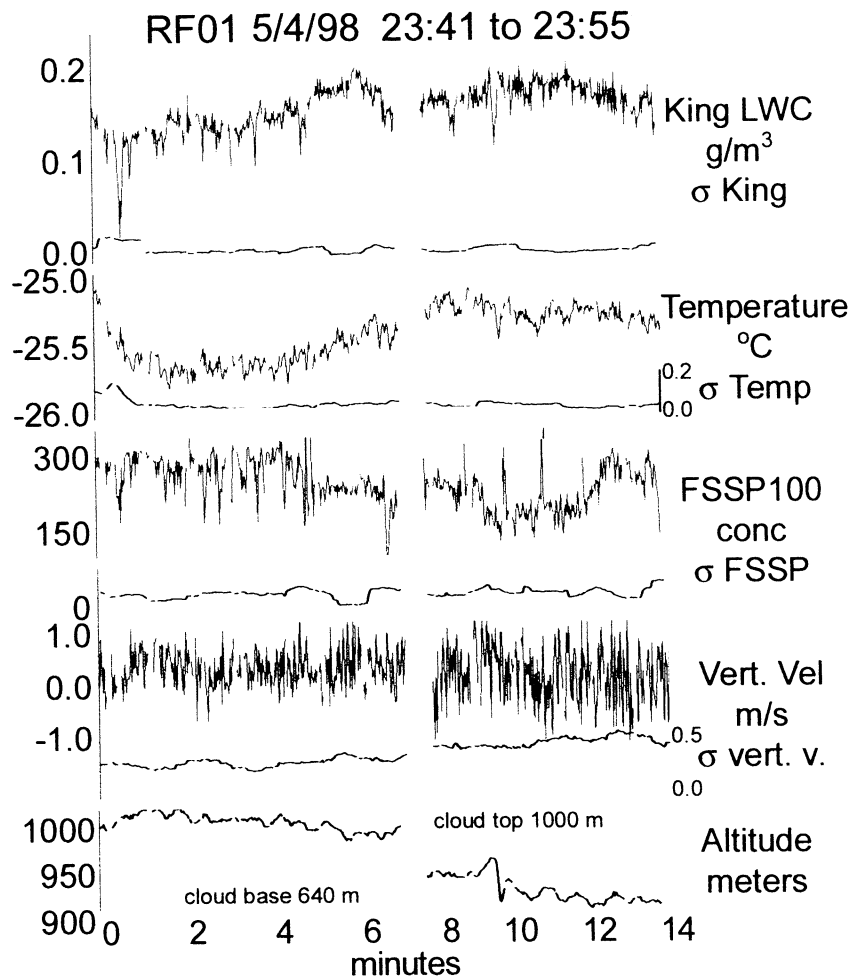 RF01 5/4/98 23:41 to 23:55
0.2
0.1
0.0
King LWC
g/m³
σ King
-25.0
-25.5
-26.0
Temperature
°C
0.2
0.0
σ Temp
300
150
0
FSSP100
conc
σ FSSP
1.0
0.0
-1.0
Vert. Vel
m/s
0.5
σ vert. v.
0.0
1000
950
900
cloud top 1000 m
cloud base 640 m
Altitude
meters
0 2 4 6 8 10 12 14
minutes